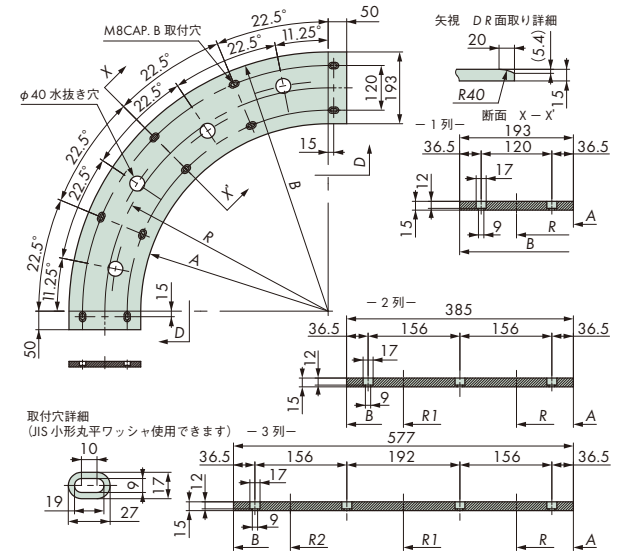 22.5°
50
M8CAP. B 取付穴
22.5°
11.25°
22.5°
22.5°
X
φ40 水抜き穴
120
193
22.5°
15
D
B
22.5°
X'
R
A
22.5°
11.25°
15
50
D
矢視 D R面取り詳細
20
(5.4)
R40
15
断面 X－X'
－1列－
193
36.5
120
36.5
12
17
15
9
R
A
B
－2列－
385
36.5
156
156
36.5
12
17
15
9
B
R1
R
A
取付穴詳細
(JIS 小形丸平ワッシャ使用できます)
－3列－
577
36.5
156
192
156
36.5
12
17
15
9
B
R2
R1
R
A
10
9
17
19
27